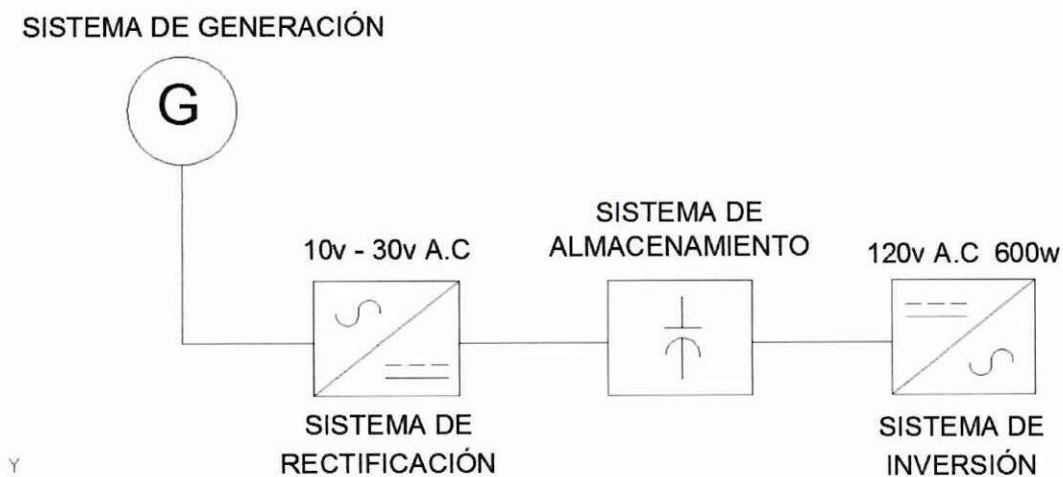 SISTEMA DE GENERACIÓN
G
10v - 30v A.C
SISTEMA DE
RECTIFICACIÓN
SISTEMA DE
ALMACENAMIENTO
120v A.C 600w
SISTEMA DE
INVERSIÓN
Y